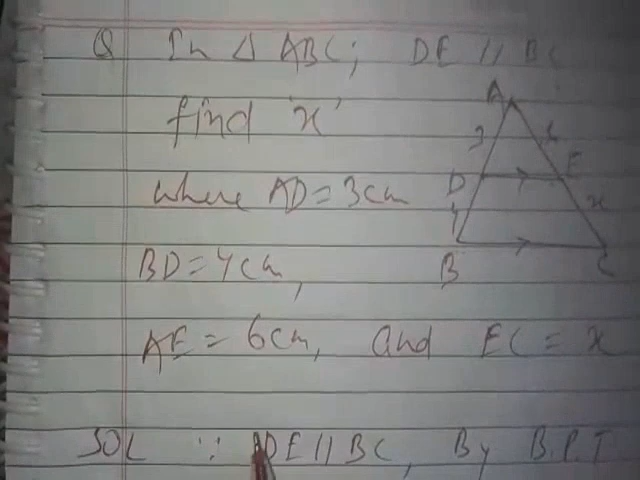 Q In Δ ABC; DE // BC
find 'x'
where AD = 3cm
BD = 4cm,
AE = 6cm, and EC = x
SOL ∵ DE // BC, By B.P.T
A
3
E
D
x
4
B
C